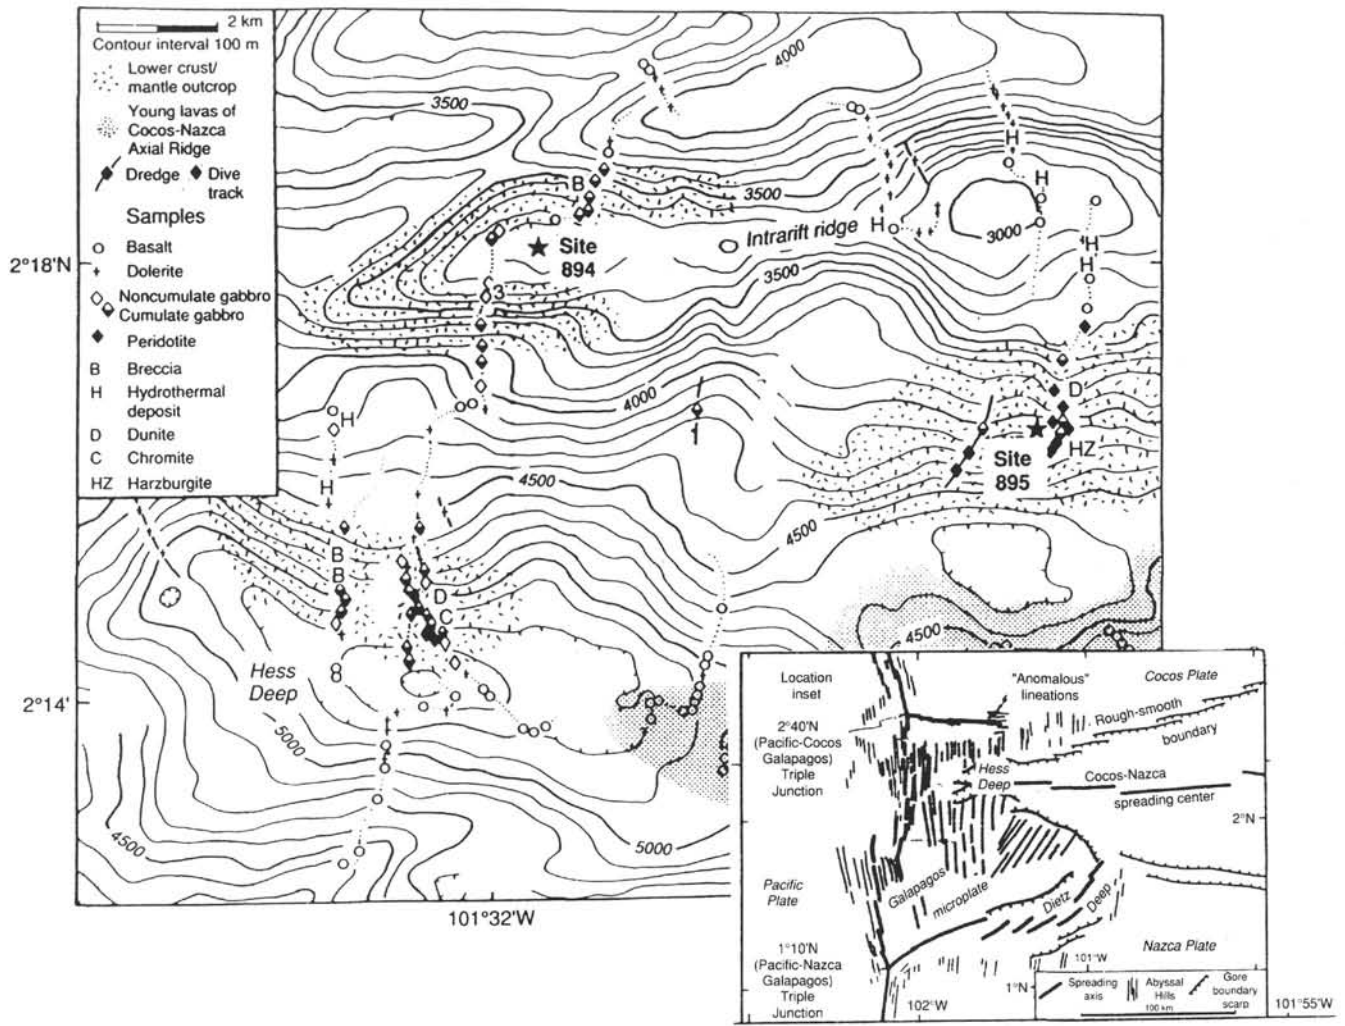 2 km
Contour interval 100 m
Lower crust/
mantle outcrop
Young lavas of
Cocos-Nazca
Axial Ridge
Dredge
Dive
track
Samples
Basalt
Dolerite
Noncumulate gabbro
Cumulate gabbro
Peridotite
B Breccia
H Hydrothermal
deposit
D Dunite
C Chromite
HZ Harzburgite
4000
3500
3500
B
H
H
H
H
H
H
3000
Intrarift ridge
Site
894
3
3500
2°18'N
4000
H
H
D
HZ
Site
895
4500
4500
B
B
D
C
Hess
Deep
2°14'
5000
4500
5000
4500
101°32'W
Location
inset
2°40'N
(Pacific-Cocos
Galapagos)
Triple
Junction
"Anomalous"
lineations
Cocos Plate
Rough-smooth
boundary
Hess
Deep
Cocos-Nazca
spreading center
2°N
Galapagos
microplate
Dietz
Deep
Pacific
Plate
1°10'N
(Pacific-Nazca
Galapagos)
Triple
Junction
Nazca Plate
101°W
1°N
102°W
Spreading
axis
Abyssal
Hills
Gore
boundary
scarp
100 km
101°55'W